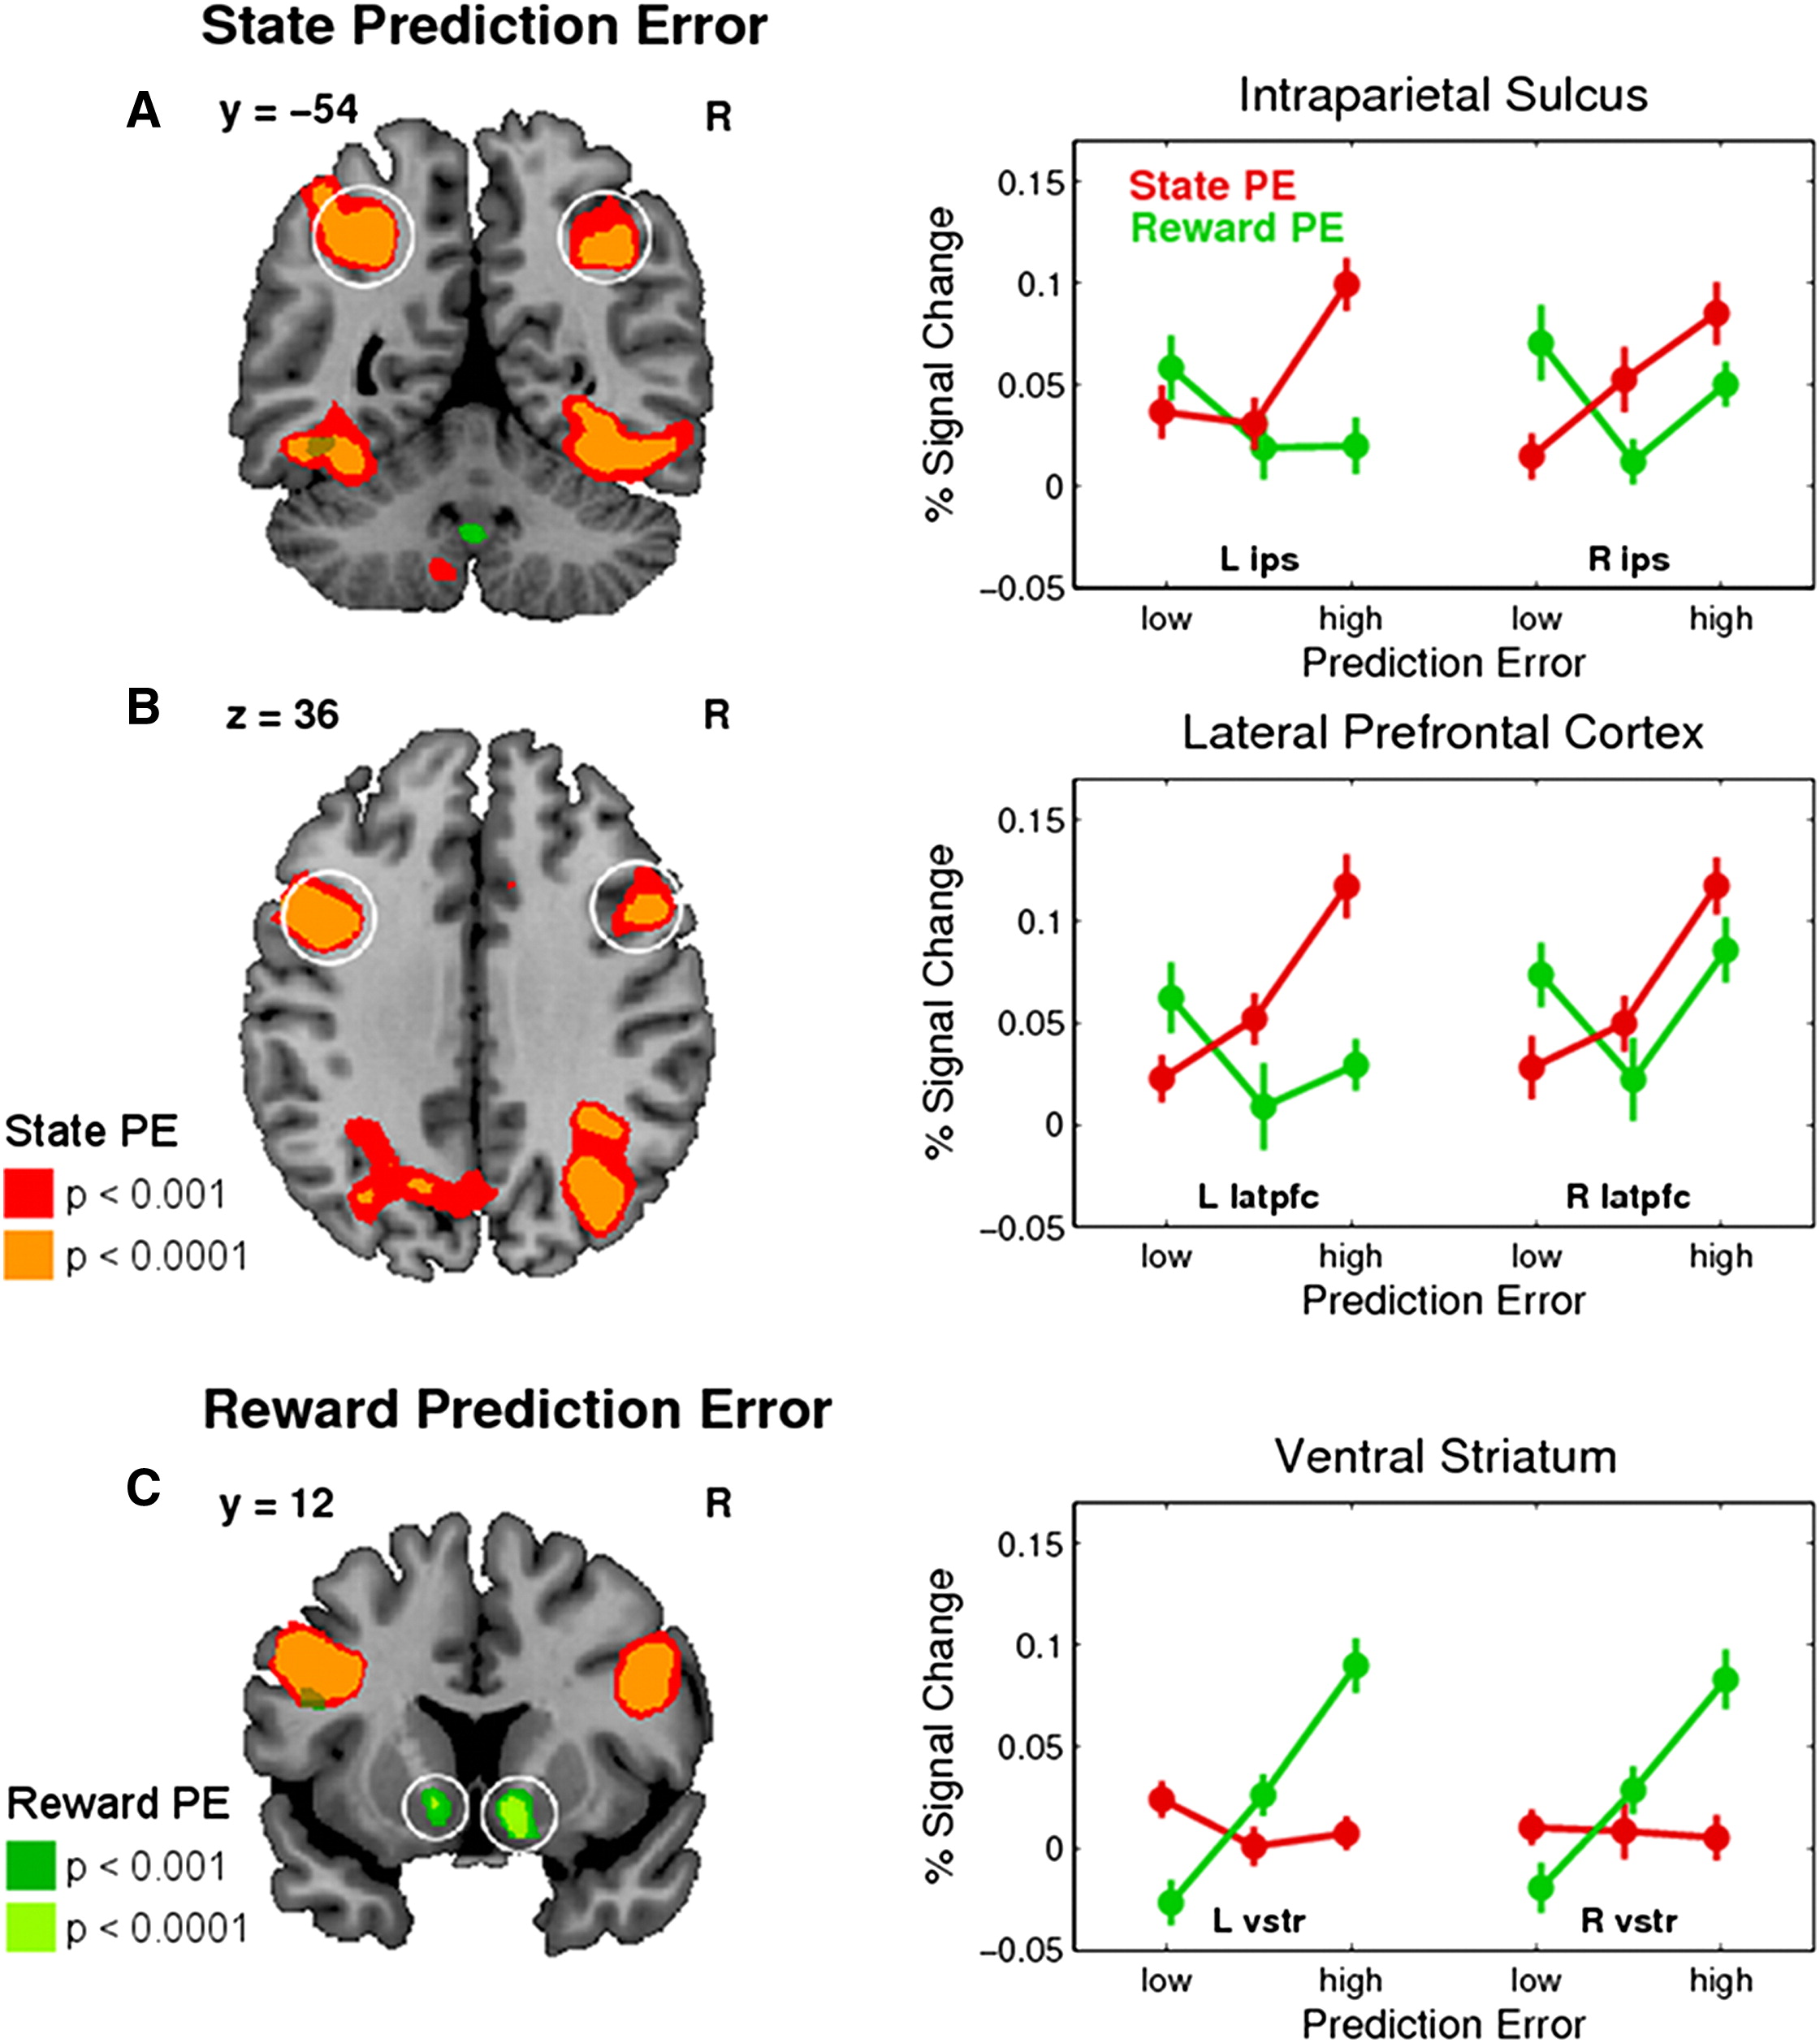 State Prediction Error
A
y = −54
R
Intraparietal Sulcus
State PE
Reward PE
% Signal Change
0.15
0.1
0.05
0
−0.05
L ips
R ips
low
high
low
high
Prediction Error
B
z = 36
R
State PE
p < 0.001
p < 0.0001
Lateral Prefrontal Cortex
% Signal Change
0.15
0.1
0.05
0
−0.05
L latpfc
R latpfc
low
high
low
high
Prediction Error
Reward Prediction Error
C
y = 12
R
Reward PE
p < 0.001
p < 0.0001
Ventral Striatum
% Signal Change
0.15
0.1
0.05
0
−0.05
L vstr
R vstr
low
high
low
high
Prediction Error